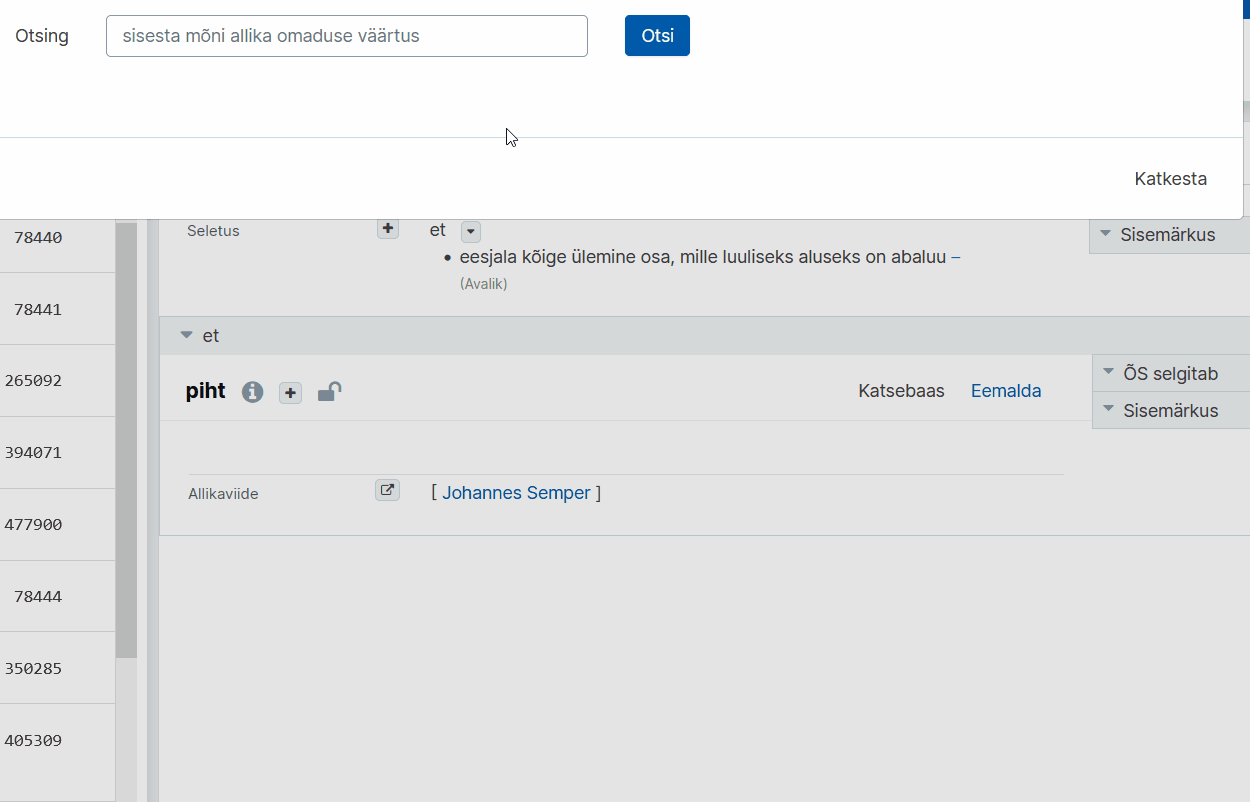 Otsing sisesta mõni allika omaduse väärtus Otsi
Katkesta
78440
78441
265092
394071
477900
78444
350285
405309
Seletus et
• eesjala kõige ülemine osa, mille luuliseks aluseks on abaluu –
(Avalik)
Sisemärkus
et
piht Katsebaas Eemalda
ÕS selgitab
Sisemärkus
Allikaviide [ Johannes Semper ]